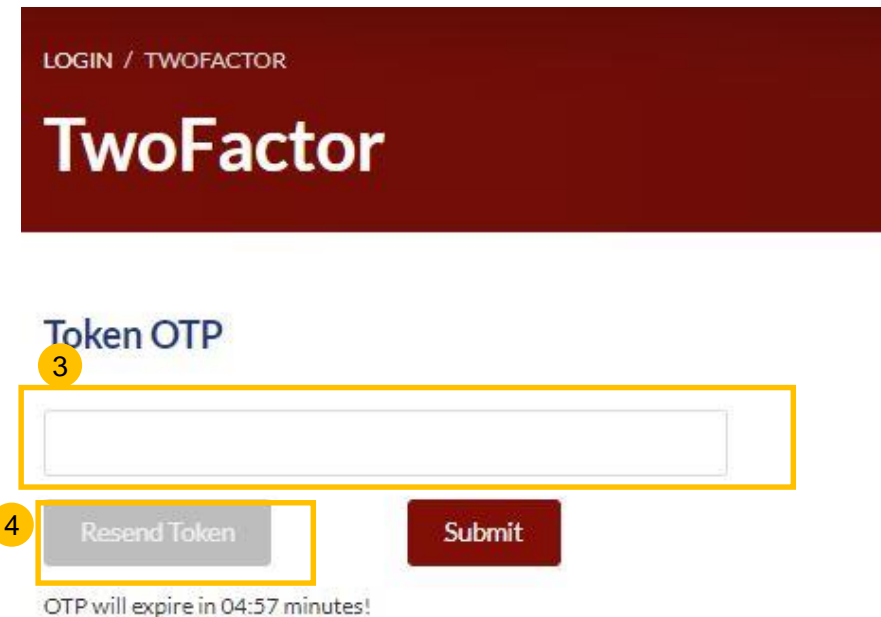 LOGIN / TWOFACTOR
TwoFactor
Token OTP
3
4
Resend Token
Submit
OTP will expire in 04:57 minutes!